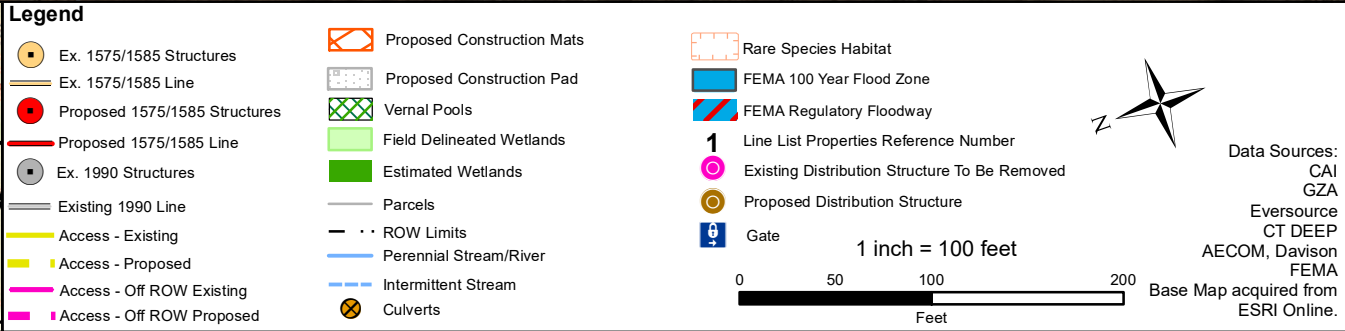 Legend
Ex. 1575/1585 Structures
Ex. 1575/1585 Line
Proposed 1575/1585 Structures
Proposed 1575/1585 Line
Ex. 1990 Structures
Existing 1990 Line
Access - Existing
Access - Proposed
Access - Off ROW Existing
Access - Off ROW Proposed
Proposed Construction Mats
Proposed Construction Pad
Vernal Pools
Field Delineated Wetlands
Estimated Wetlands
Parcels
ROW Limits
Perennial Stream/River
Intermittent Stream
Culverts
Rare Species Habitat
FEMA 100 Year Flood Zone
FEMA Regulatory Floodway
1 Line List Properties Reference Number
Existing Distribution Structure To Be Removed
Proposed Distribution Structure
Gate
1 inch = 100 feet
0 50 100 200
Feet
N
Data Sources:
CAI
GZA
Eversource
CT DEEP
AECOM, Davison
FEMA
Base Map acquired from
ESRI Online.